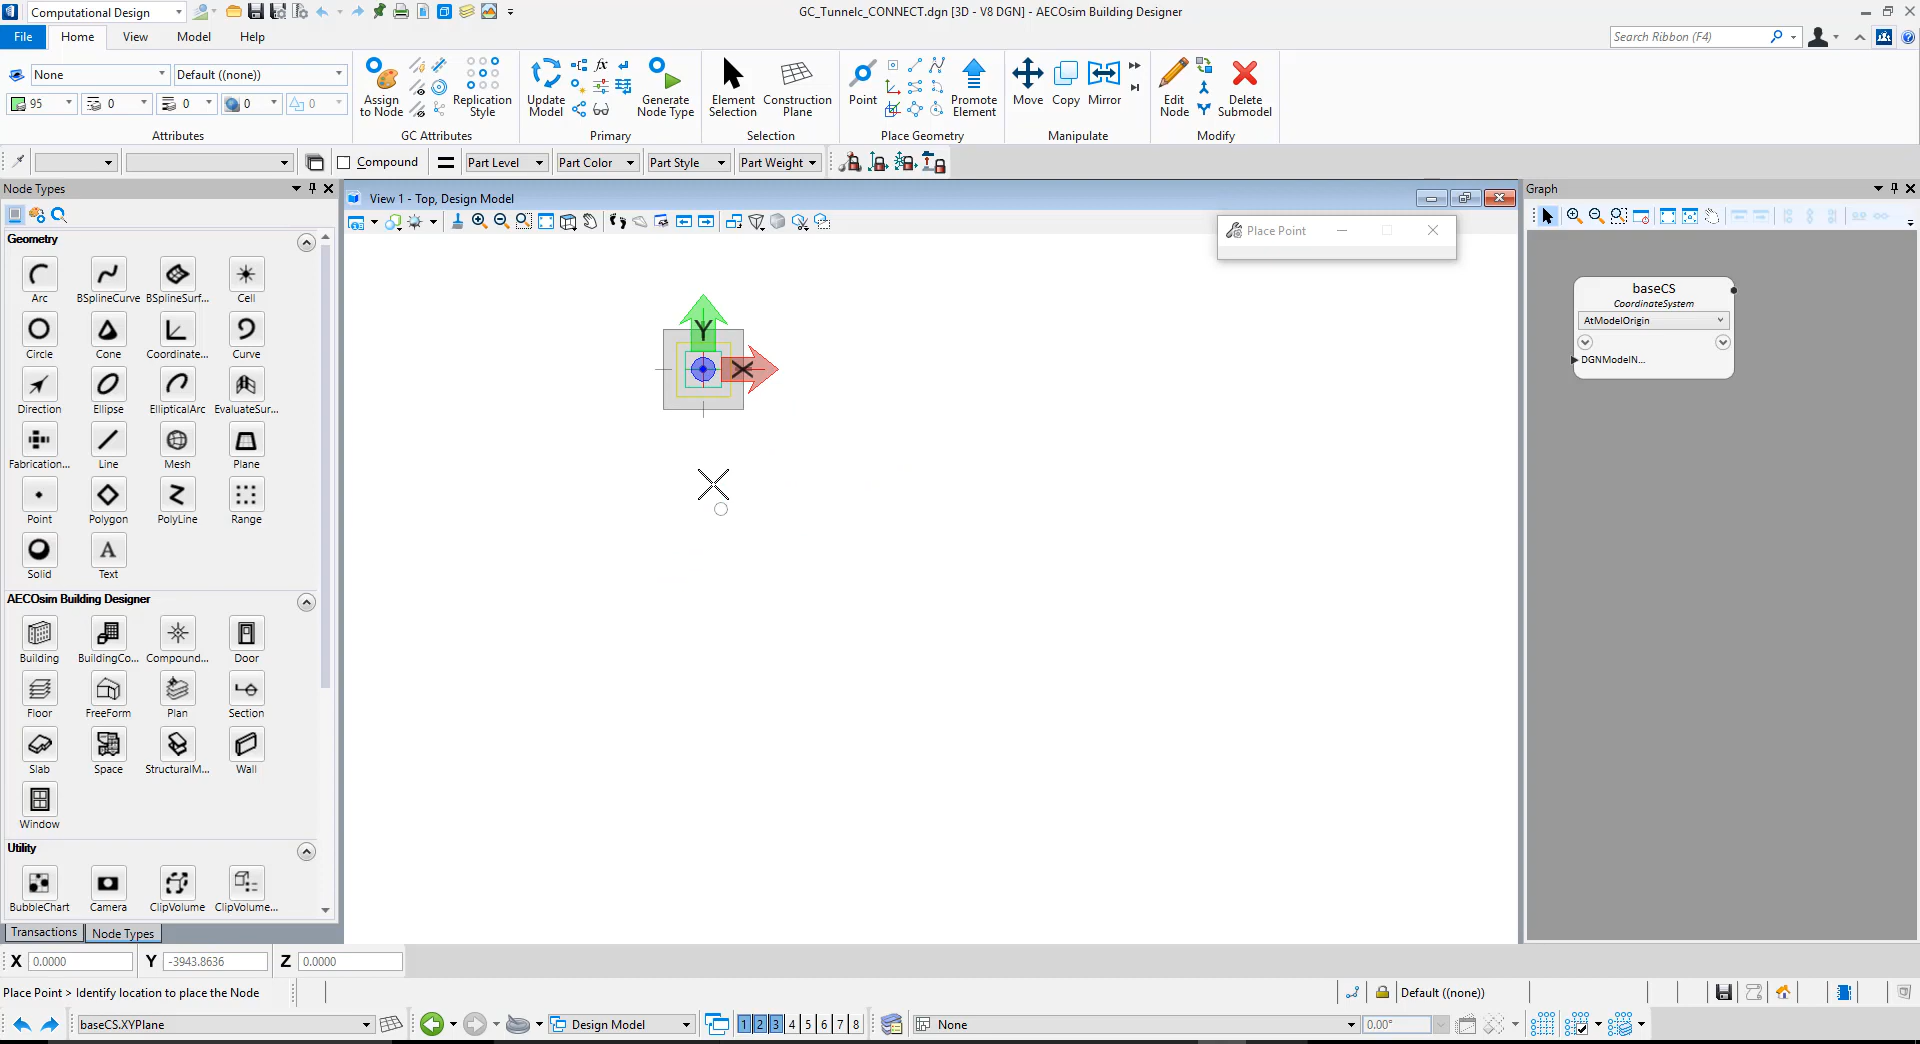 Computational Design
GC_Tunnelc_CONNECT.dgn [3D - V8 DGN] - AECOsim Building Designer
File
Home
View
Model
Help
Search Ribbon (F4)
None
Default ((none))
95
0
0
0
0
Attributes
Assign to Node
Replication Style
GC Attributes
fx
Update Model
Generate Node Type
Primary
Element Selection
Construction Plane
Selection
Point
Promote Element
Place Geometry
Move
Copy
Mirror
Manipulate
Edit Node
Delete Submodel
Modify
Compound
Part Level
Part Color
Part Style
Part Weight
Node Types
View 1 - Top, Design Model
Graph
Place Point
Geometry
Arc
BSplineCurve
BSplineSurf...
Cell
Circle
Cone
Coordinate...
Curve
Direction
Ellipse
EllipticalArc
EvaluateSur...
Fabrication...
Line
Mesh
Plane
Point
Polygon
PolyLine
Range
Solid
Text
AECOsim Building Designer
Building
BuildingCo...
Compound...
Door
Floor
FreeForm
Plan
Section
Slab
Space
StructuralM...
Wall
Window
Utility
BubbleChart
Camera
ClipVolume
ClipVolume...
Y
X
baseCS
CoordinateSystem
AtModelOrigin
DGNModelN...
Transactions
Node Types
X 0.0000 Y -3943.8636 Z 0.0000
Place Point > Identify location to place the Node
Default ((none))
baseCS.XYPlane
Design Model
1 2 3 4 5 6 7 8
None
0.00°